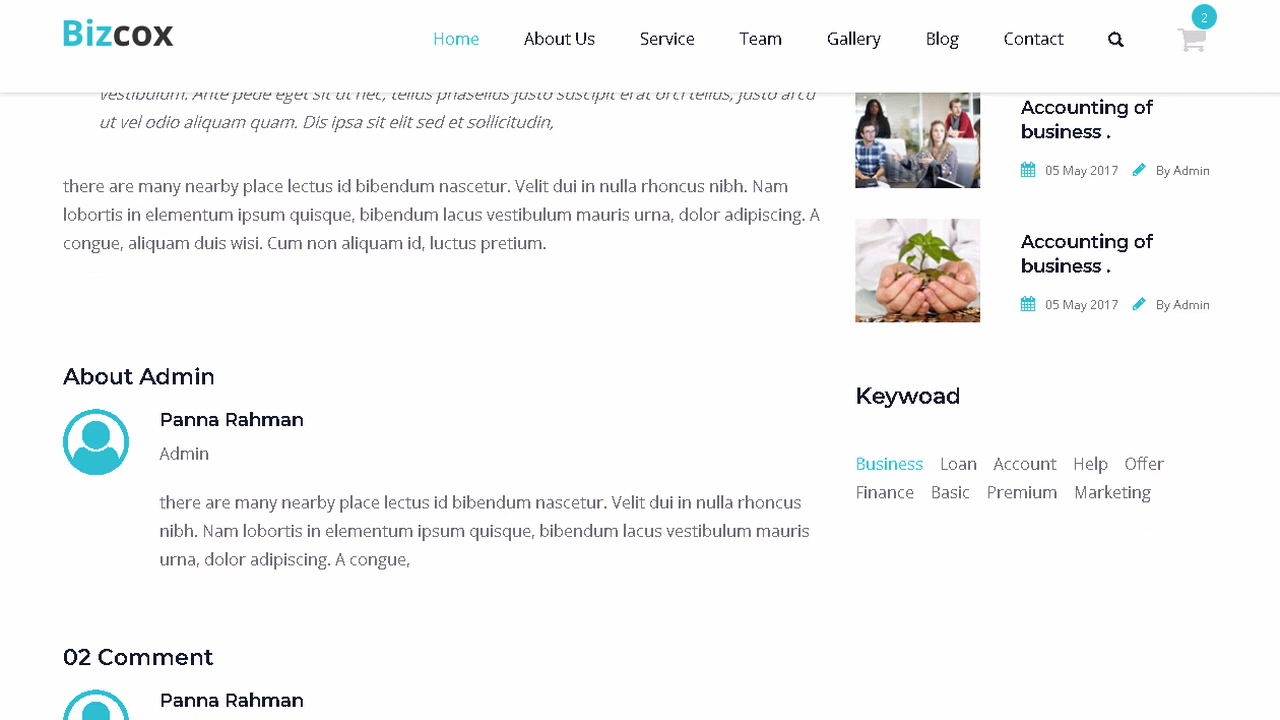 Bizcox
Home About Us Service Team Gallery Blog Contact 2
vestibulum. Ante pede eget sit ut nec, tellus phasellus justo suscipit erat orci tellus, justo arcu
ut vel odio aliquam quam. Dis ipsa sit elit sed et sollicitudin,
there are many nearby place lectus id bibendum nascetur. Velit dui in nulla rhoncus nibh. Nam
lobortis in elementum ipsum quisque, bibendum lacus vestibulum mauris urna, dolor adipiscing. A
congue, aliquam duis wisi. Cum non aliquam id, luctus pretium.
About Admin
Panna Rahman
Admin
there are many nearby place lectus id bibendum nascetur. Velit dui in nulla rhoncus
nibh. Nam lobortis in elementum ipsum quisque, bibendum lacus vestibulum mauris
urna, dolor adipiscing. A congue,
02 Comment
Panna Rahman
Accounting of
business .
05 May 2017 By Admin
Accounting of
business .
05 May 2017 By Admin
Keywoad
Business Loan Account Help Offer
Finance Basic Premium Marketing